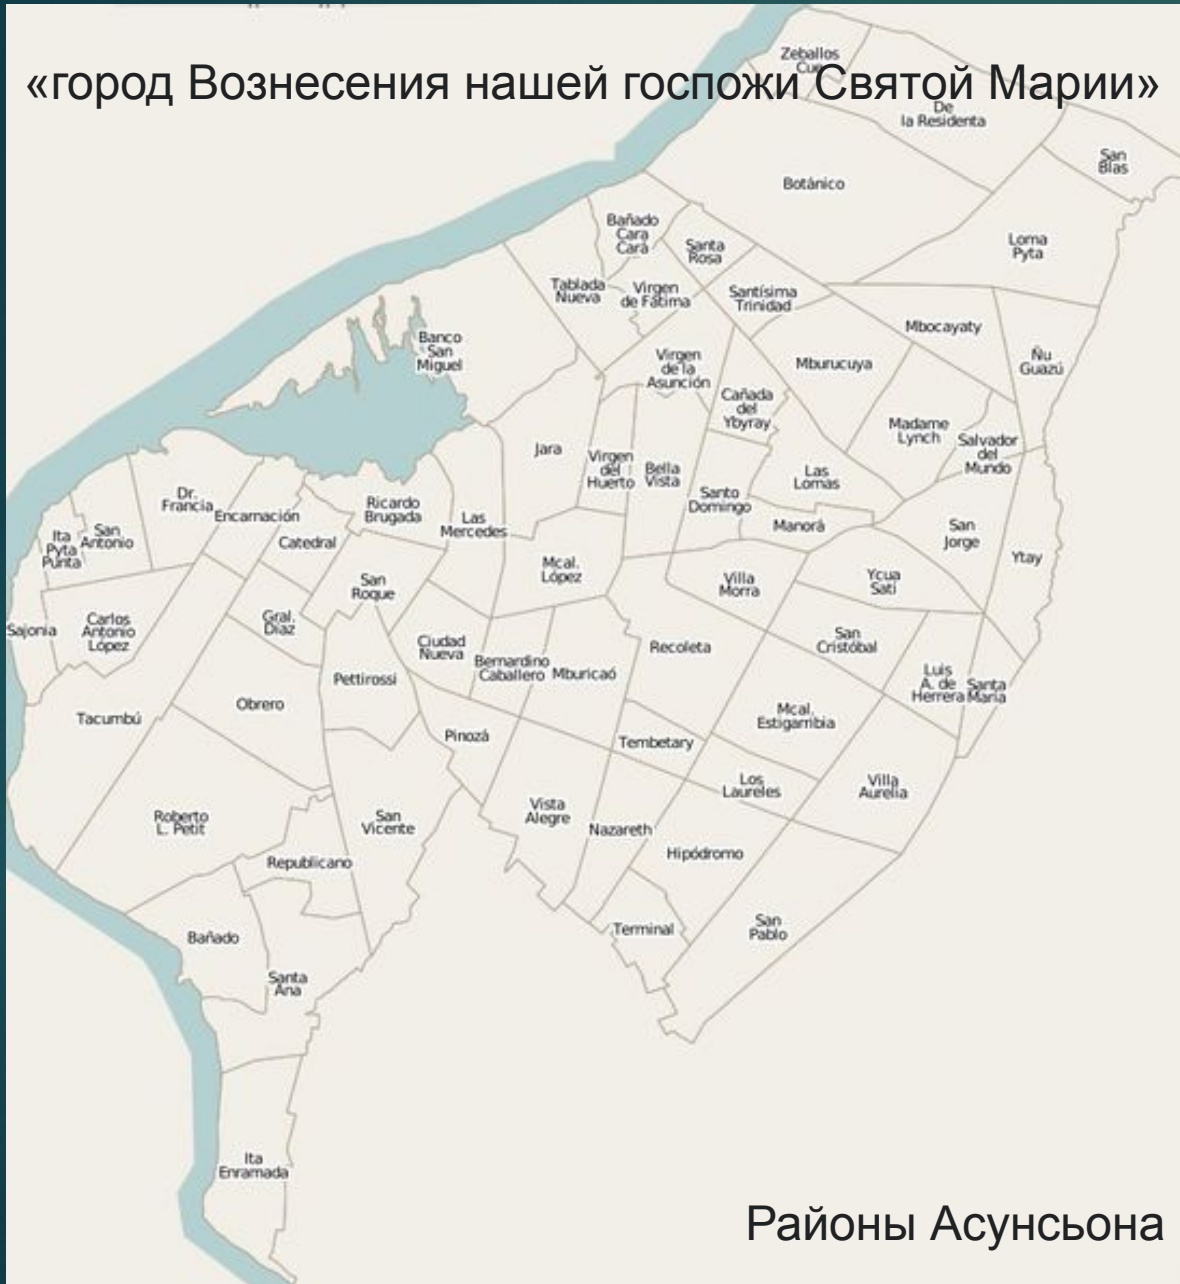 «город Вознесения нашей госпожи Святой Марии»
Zeballos
Cue
De
la Residenta
San
Blas
Botánico
Bañado
Cara
Cará
Santa
Rosa
Loma
Pyta
Tablada
Nueva
Virgen
de Fátima
Santísima
Trinidad
Mbocayaty
Banco
San
Miguel
Virgen
de la
Asunción
Mburucuya
Ñu
Guazú
Cañada
del
Ybyray
Madame
Lynch
Salvador
del
Mundo
Jara
Virgen
del
Huerto
Bella
Vista
Las
Lomas
Santo
Domingo
Manorá
Dr.
Francia
Encarnación
Ricardo
Brugada
Las
Mercedes
San
Jorge
Ita
Pyta
Punta
San
Antonio
Catedral
Mcal.
López
Ytay
San
Roque
Villa
Morra
Ycua
Sati
Sajonia
Carlos
Antonio
López
Gral.
Diaz
Ciudad
Nueva
Bernardino
Caballero
Mburicaó
Recoleta
San
Cristóbal
Luis
A. de
Herrera
Santa
María
Pettirossi
Tacumbú
Obrero
Mcal.
Estigarribia
Pinozá
Tembetary
Los
Laureles
Villa
Aurelia
Roberto
L. Petit
San
Vicente
Vista
Alegre
Nazareth
Hipódromo
Republicano
Bañado
Terminal
San
Pablo
Santa
Ana
Ita
Enramada
Районы Асунсьона